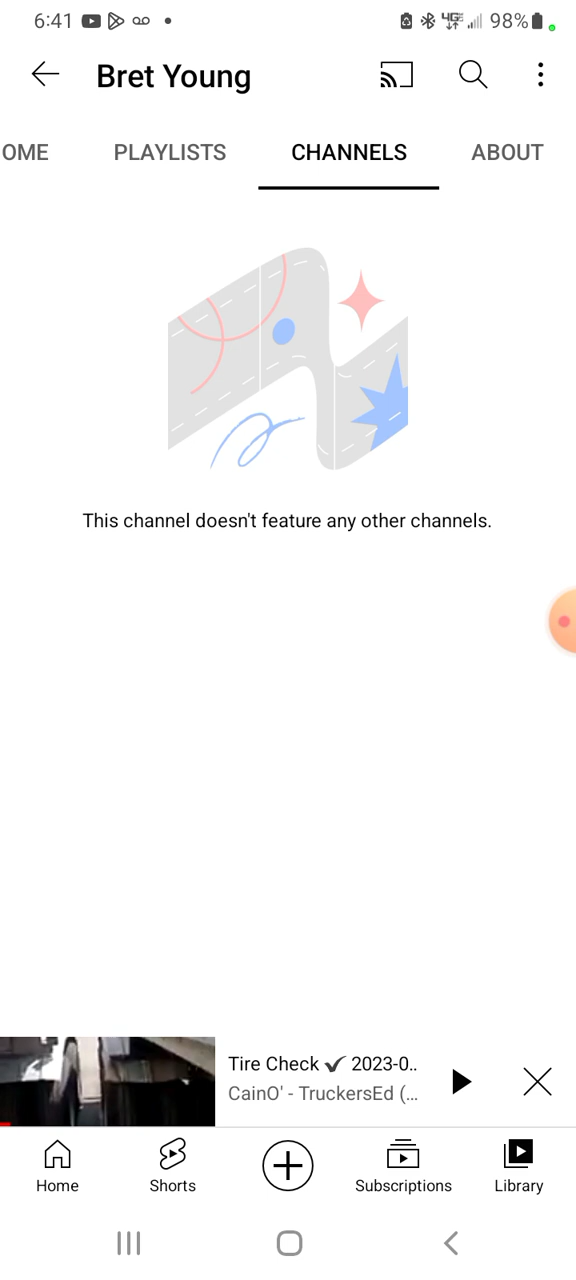 6:41 4G 98%
Bret Young
OME PLAYLISTS CHANNELS ABOUT
This channel doesn't feature any other channels.
Tire Check ✓ 2023-0..
CainO' - TruckersEd (...
Home Shorts Subscriptions Library